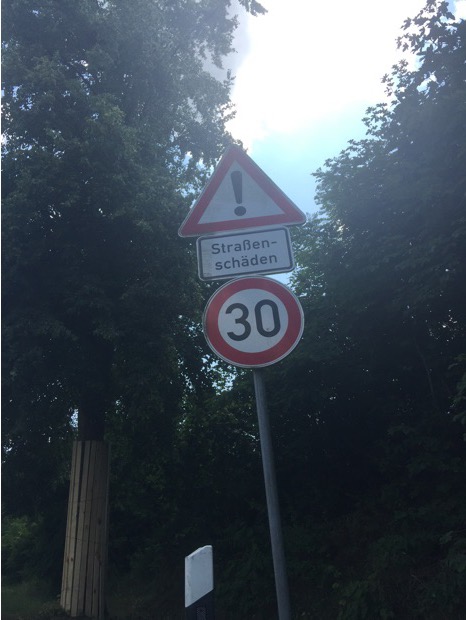 !
Straßen-
schäden
30